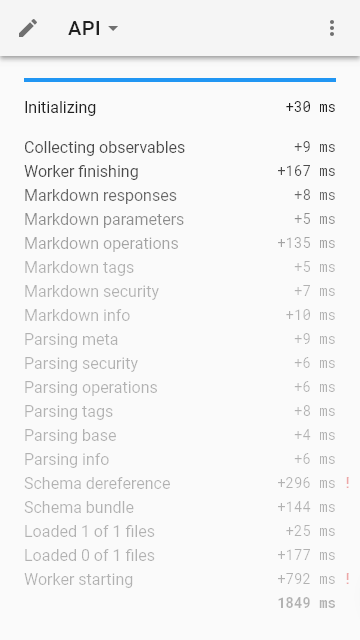 API
Initializing +30 ms
Collecting observables +9 ms
Worker finishing +167 ms
Markdown responses +8 ms
Markdown parameters +5 ms
Markdown operations +135 ms
Markdown tags +5 ms
Markdown security +7 ms
Markdown info +10 ms
Parsing meta +9 ms
Parsing security +6 ms
Parsing operations +6 ms
Parsing tags +8 ms
Parsing base +4 ms
Parsing info +6 ms
Schema dereference +296 ms !
Schema bundle +144 ms
Loaded 1 of 1 files +25 ms
Loaded 0 of 1 files +177 ms
Worker starting +792 ms !
1849 ms